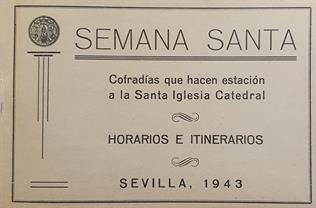 SEMANA SANTA
Cofradías que hacen estación
a la Santa Iglesia Catedral
HORARIOS E ITINERARIOS
SEVILLA, 1943